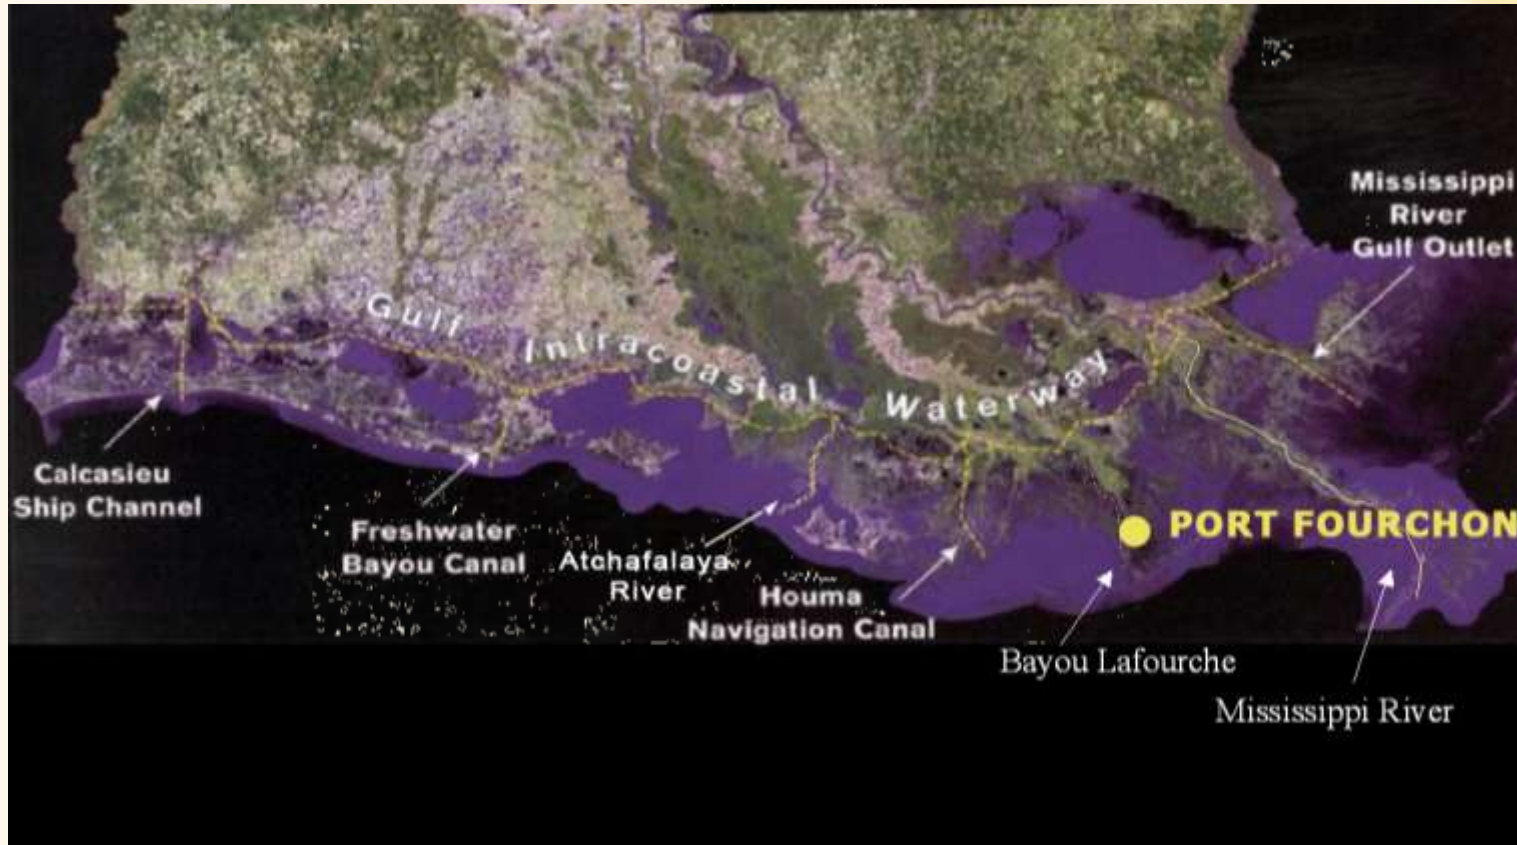 Mississippi
River
Gulf Outlet
Gulf Intracoastal Waterway
Calcasieu
Ship Channel
Freshwater
Bayou Canal
Atchafalaya
River
Houma
Navigation Canal
PORT FOURCHON
Bayou Lafourche
Mississippi River